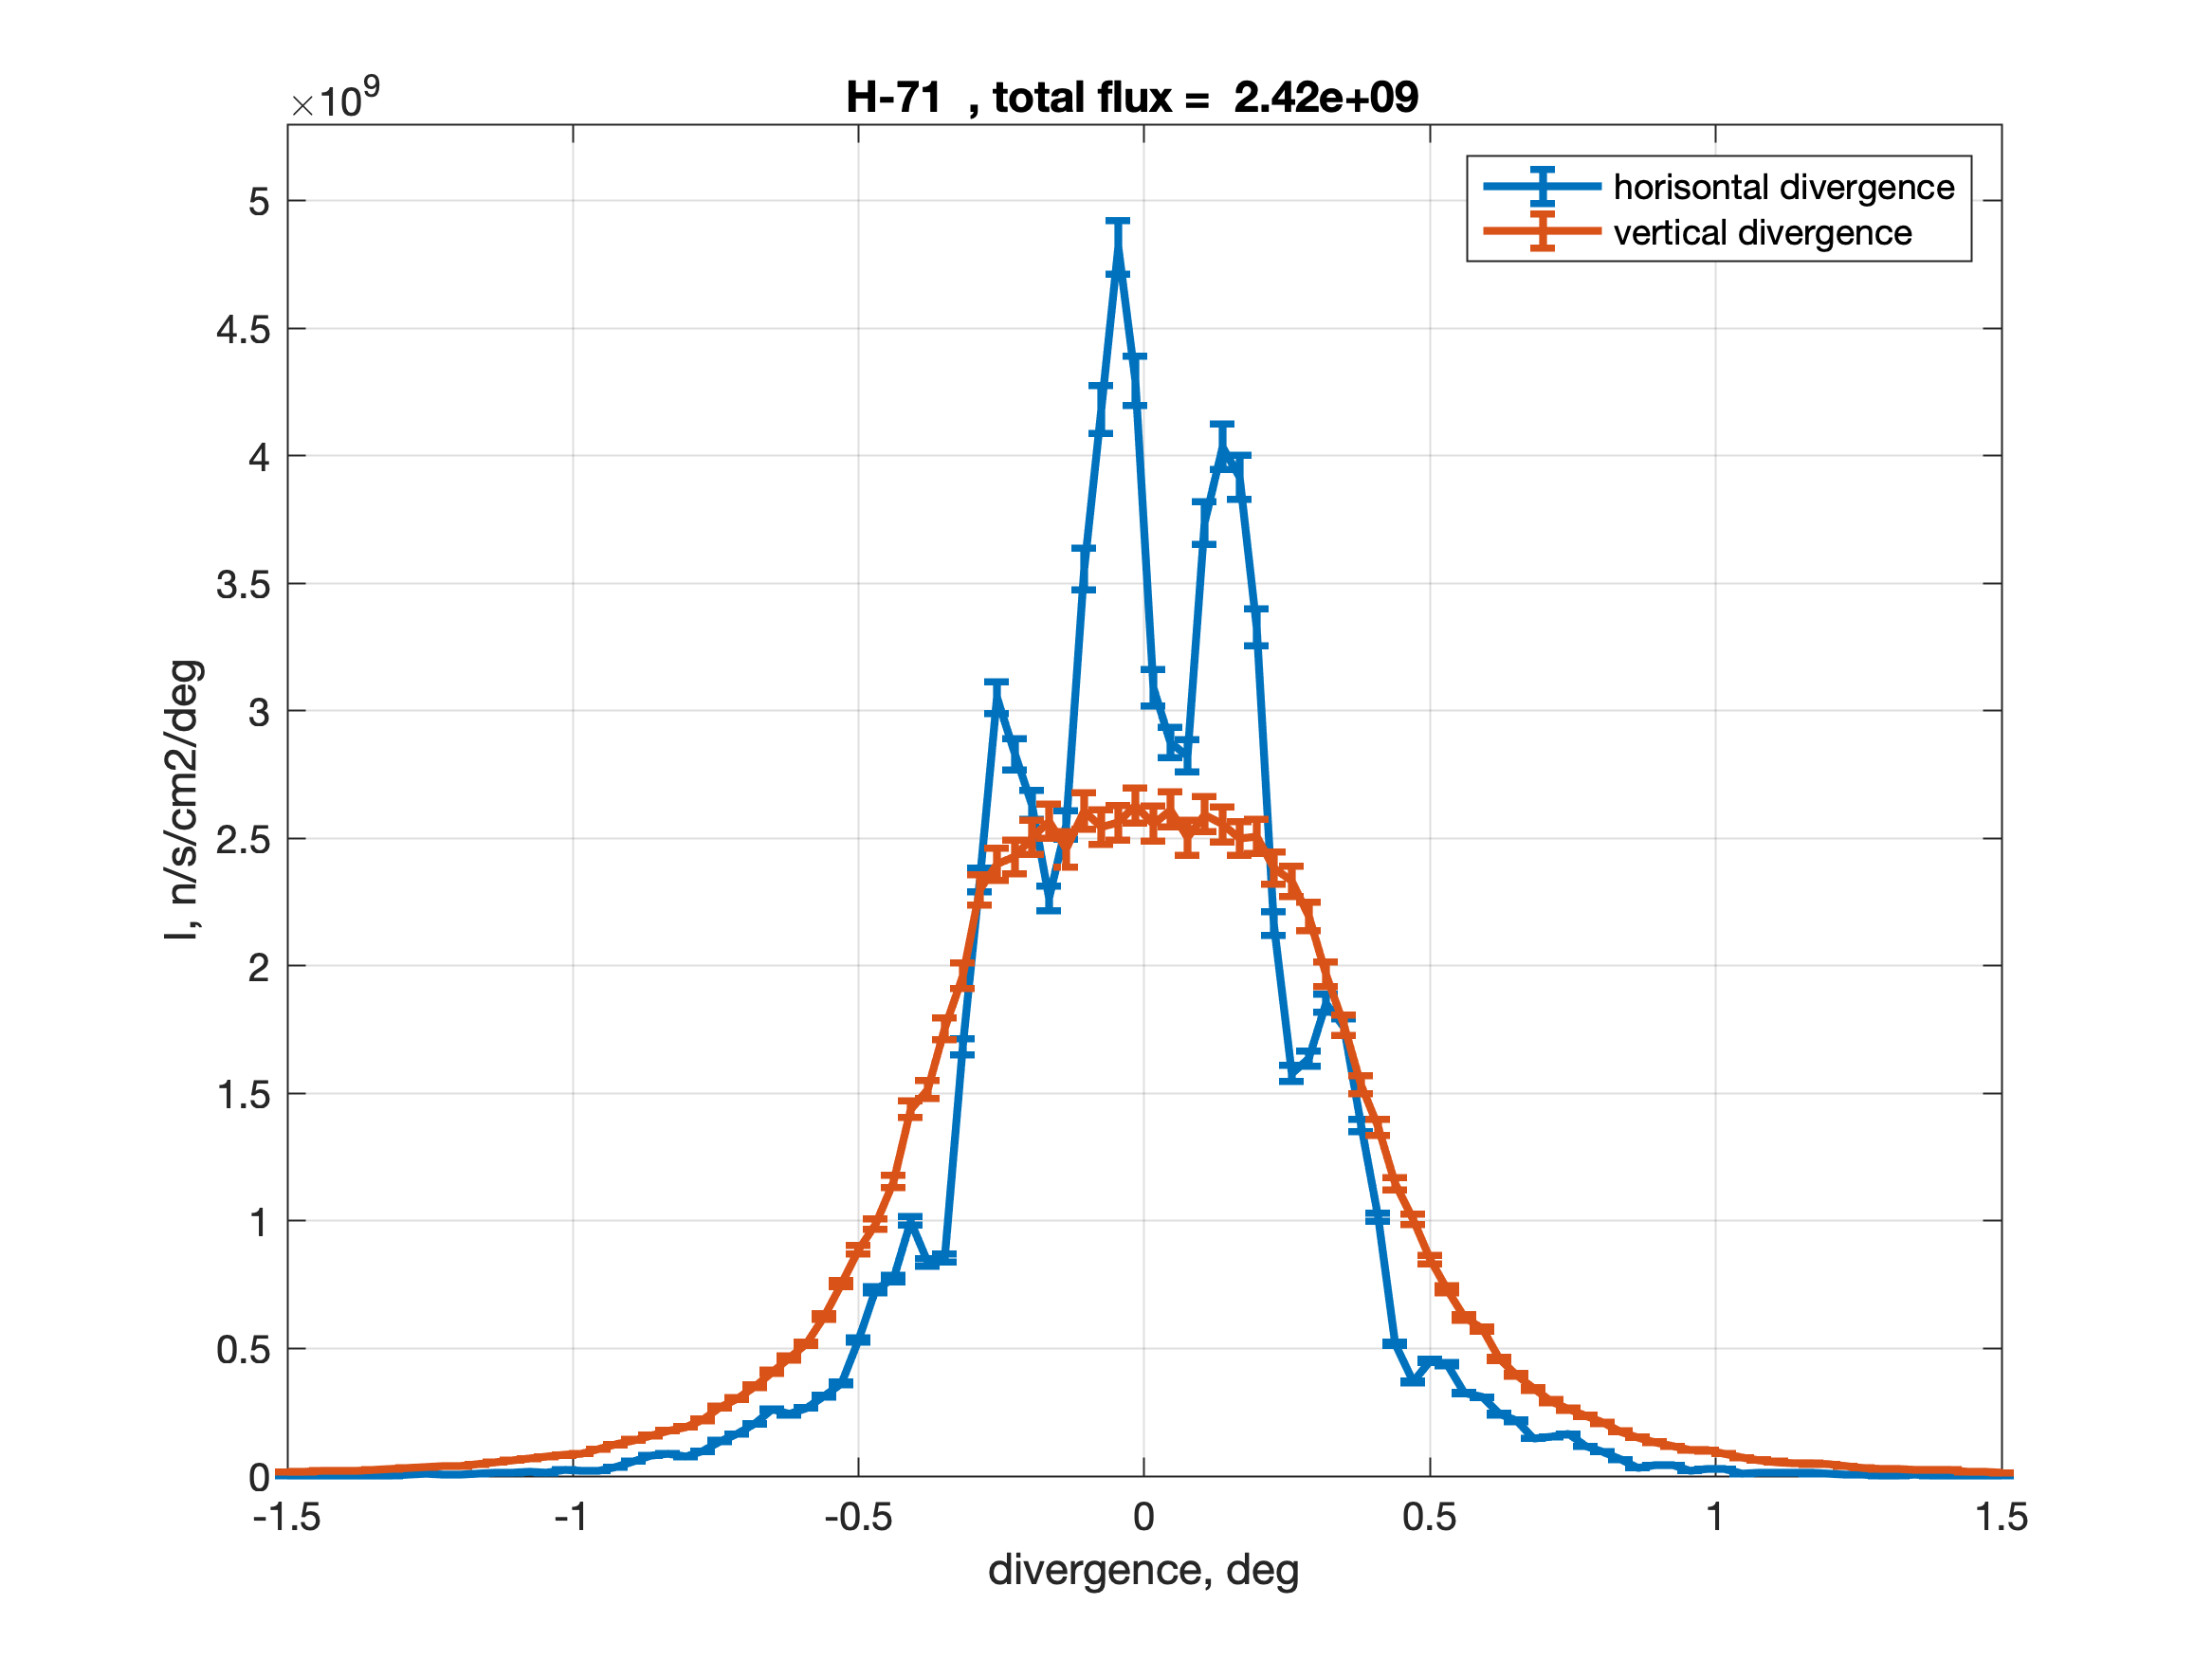 ×10⁹
H-71 , total flux = 2.42e+09
horisontal divergence
vertical divergence
I, n/s/cm2/deg
5
4.5
4
3.5
3
2.5
2
1.5
1
0.5
0
-1.5 -1 -0.5 0 0.5 1 1.5
divergence, deg